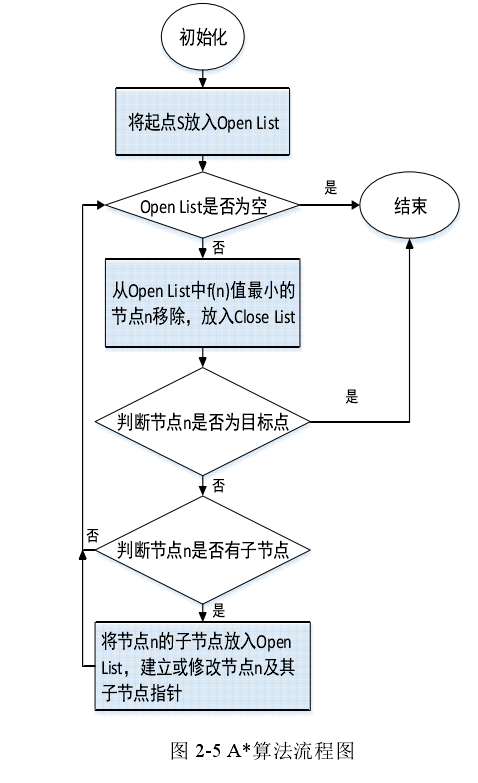 初始化
将起点S放入Open List
Open List是否为空
是
结束
否
从Open List中f(n)值最小的
节点n移除，放入Close List
是
判断节点n是否为目标点
否
否
判断节点n是否有子节点
是
将节点n的子节点放入Open
List，建立或修改节点n及其
子节点指针
图 2-5 A*算法流程图